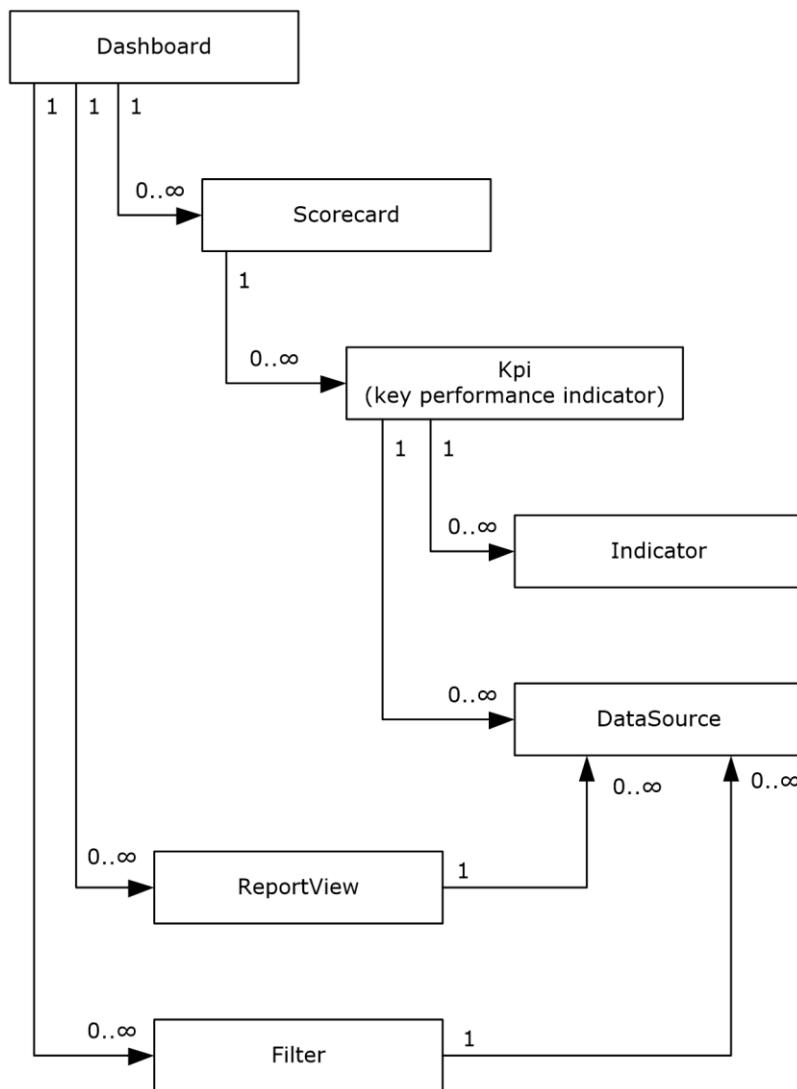 Dashboard
1
1
1
0..∞
Scorecard
1
0..∞
Kpi
(key performance indicator)
1
1
0..∞
Indicator
0..∞
DataSource
0..∞
0..∞
0..∞
ReportView
1
0..∞
Filter
1